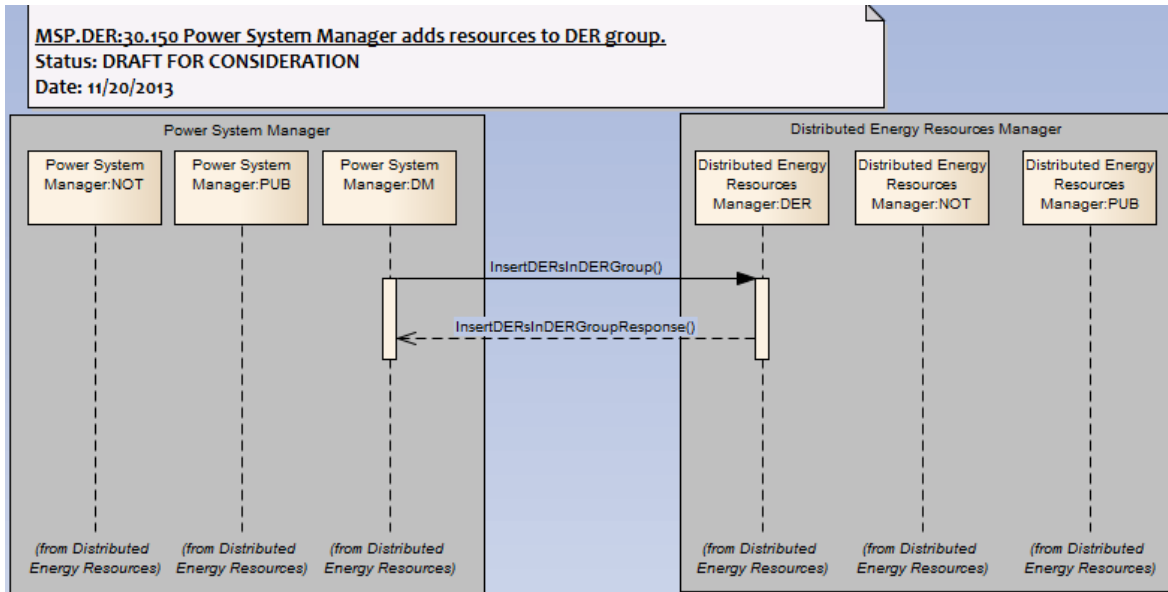 MSP.DER:30.150 Power System Manager adds resources to DER group.
Status: DRAFT FOR CONSIDERATION
Date: 11/20/2013
Power System Manager
Distributed Energy Resources Manager
Power System
Manager:NOT
Power System
Manager:PUB
Power System
Manager:DM
Distributed Energy
Resources
Manager:DER
Distributed Energy
Resources
Manager:NOT
Distributed Energy
Resources
Manager:PUB
InsertDERsInDERGroup()
InsertDERsInDERGroupResponse()
(from Distributed
Energy Resources)
(from Distributed
Energy Resources)
(from Distributed
Energy Resources)
(from Distributed
Energy Resources)
(from Distributed
Energy Resources)
(from Distributed
Energy Resources)